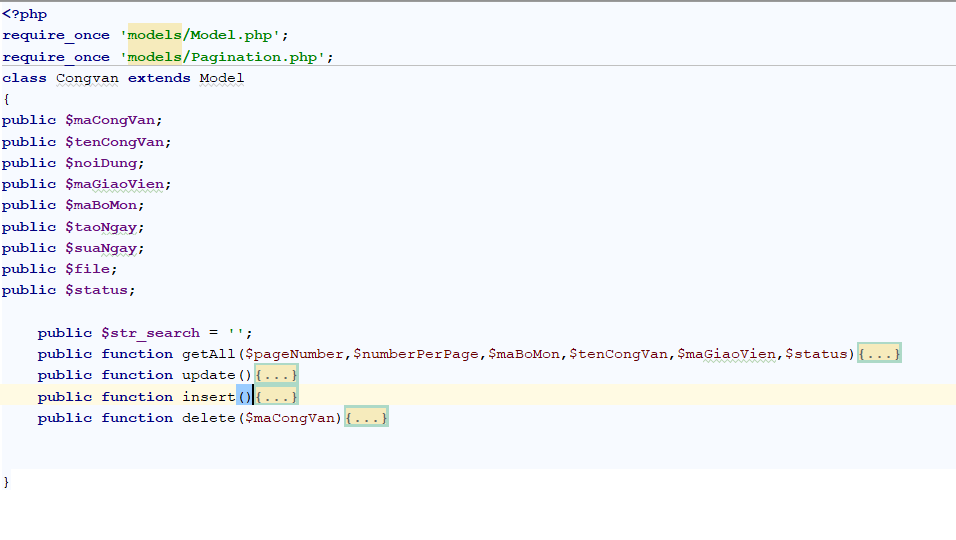 <?php
require_once 'models/Model.php';
require_once 'models/Pagination.php';
class Congvan extends Model
{
public $maCongVan;
public $tenCongVan;
public $noiDung;
public $maGiaoVien;
public $maBoMon;
public $taoNgay;
public $suaNgay;
public $file;
public $status;
public $str_search = '';
public function getAll($pageNumber,$numberPerPage,$maBoMon,$tenCongVan,$maGiaoVien,$status){...}
public function update(){...}
public function insert(){...}
public function delete($maCongVan){...}
}